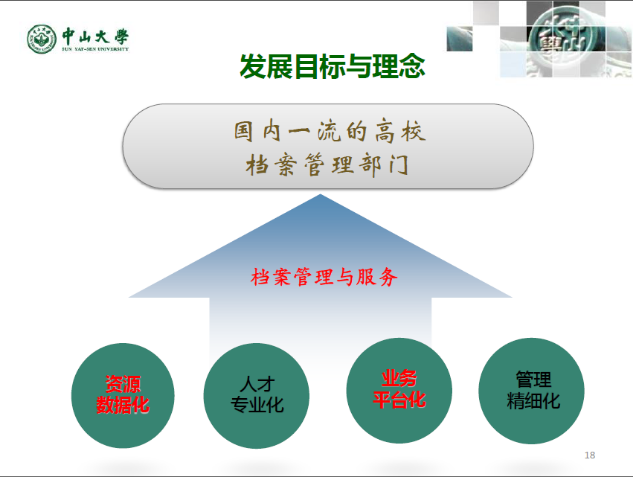 中山大学
SUN YAT-SEN UNIVERSITY
发展目标与理念
国内一流的高校
档案管理部门
档案管理与服务
资源
数据化
人才
专业化
业务
平台化
管理
精细化
18